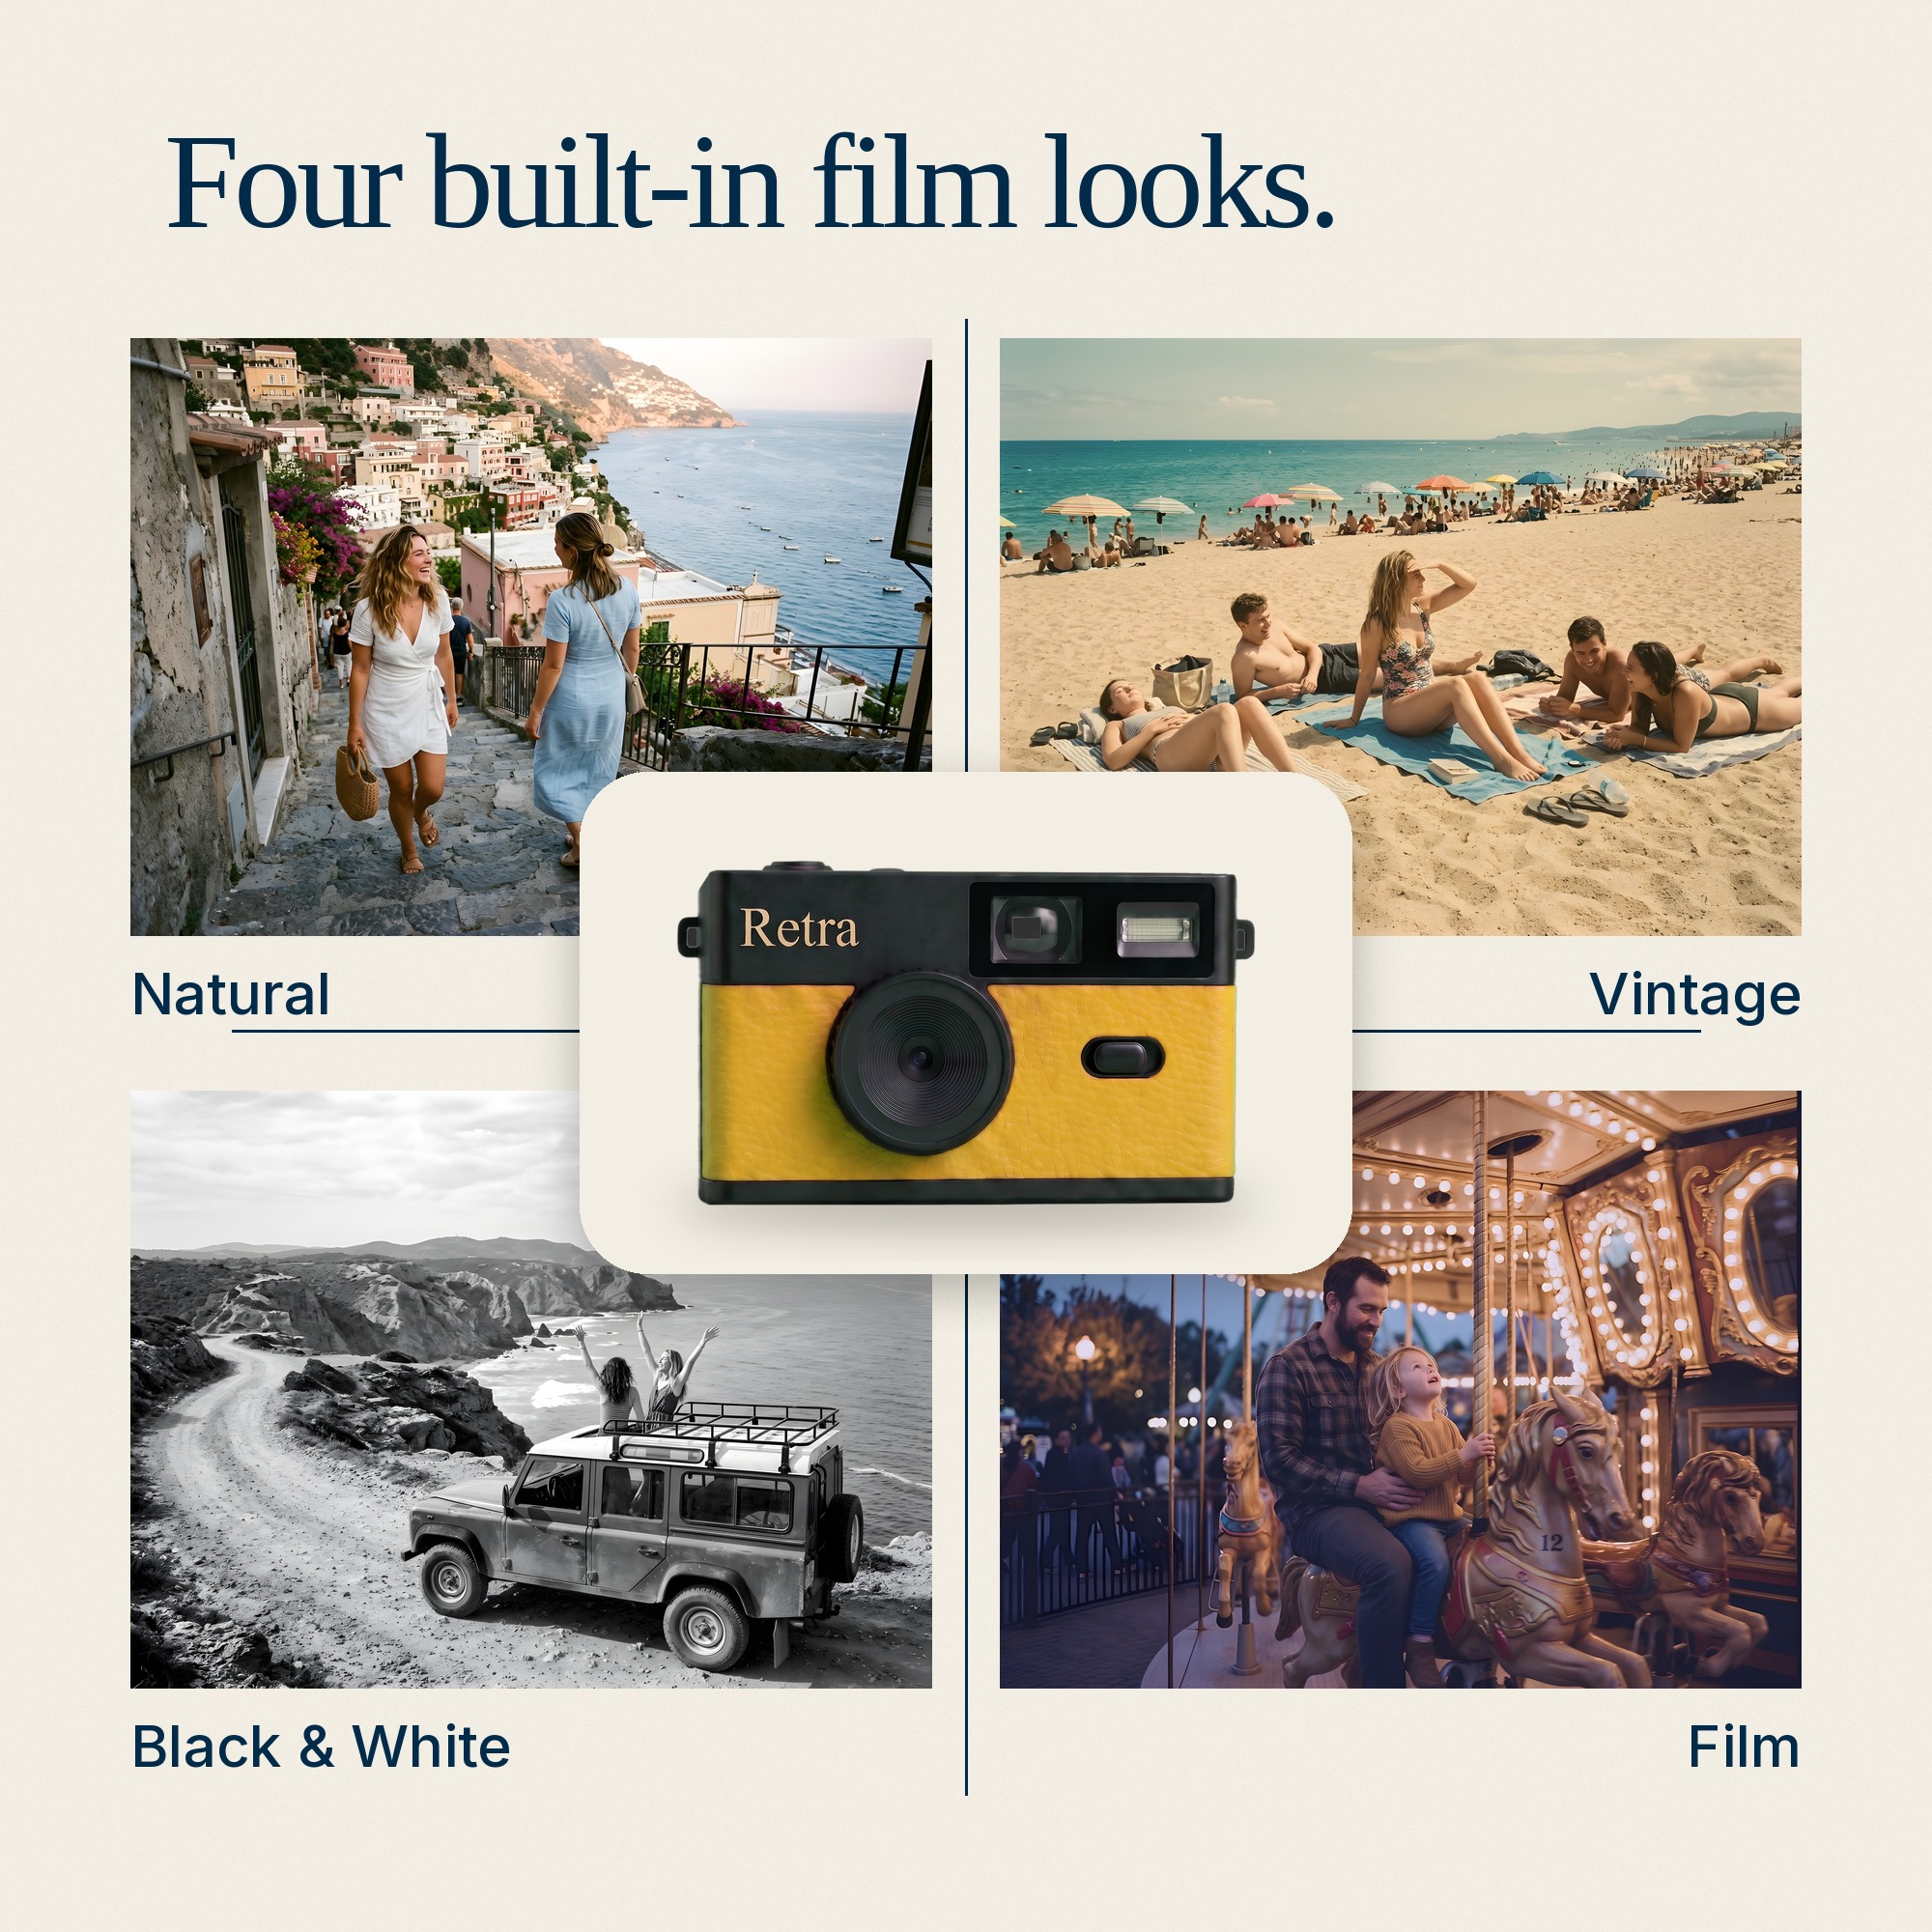 Four built-in film looks.
Retra
Natural
Vintage
12
Black & White
Film